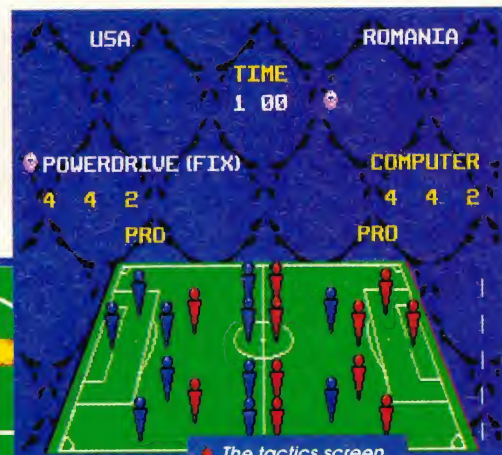 USA ROMANIA
TIME
1 00
POWERDRIVE (FIX) COMPUTER
4 4 2 4 4 2
PRO PRO
The tactics screen